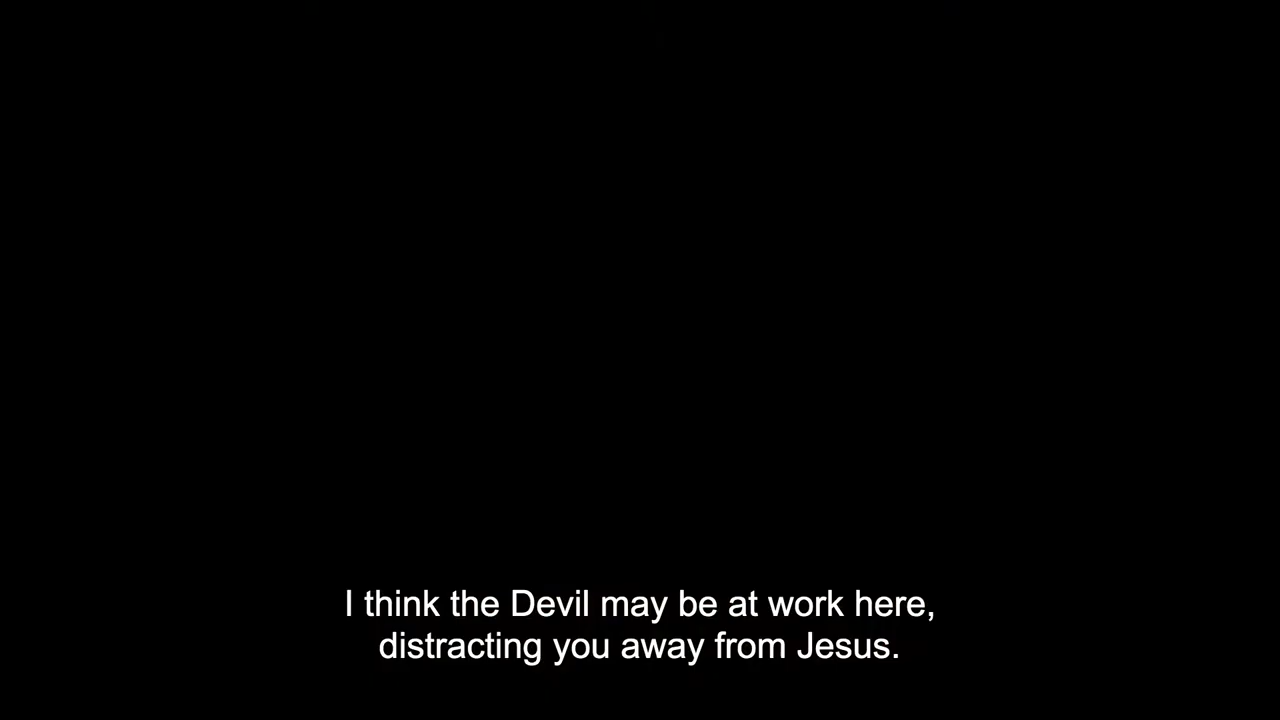 I think the Devil may be at work here,
distracting you away from Jesus.